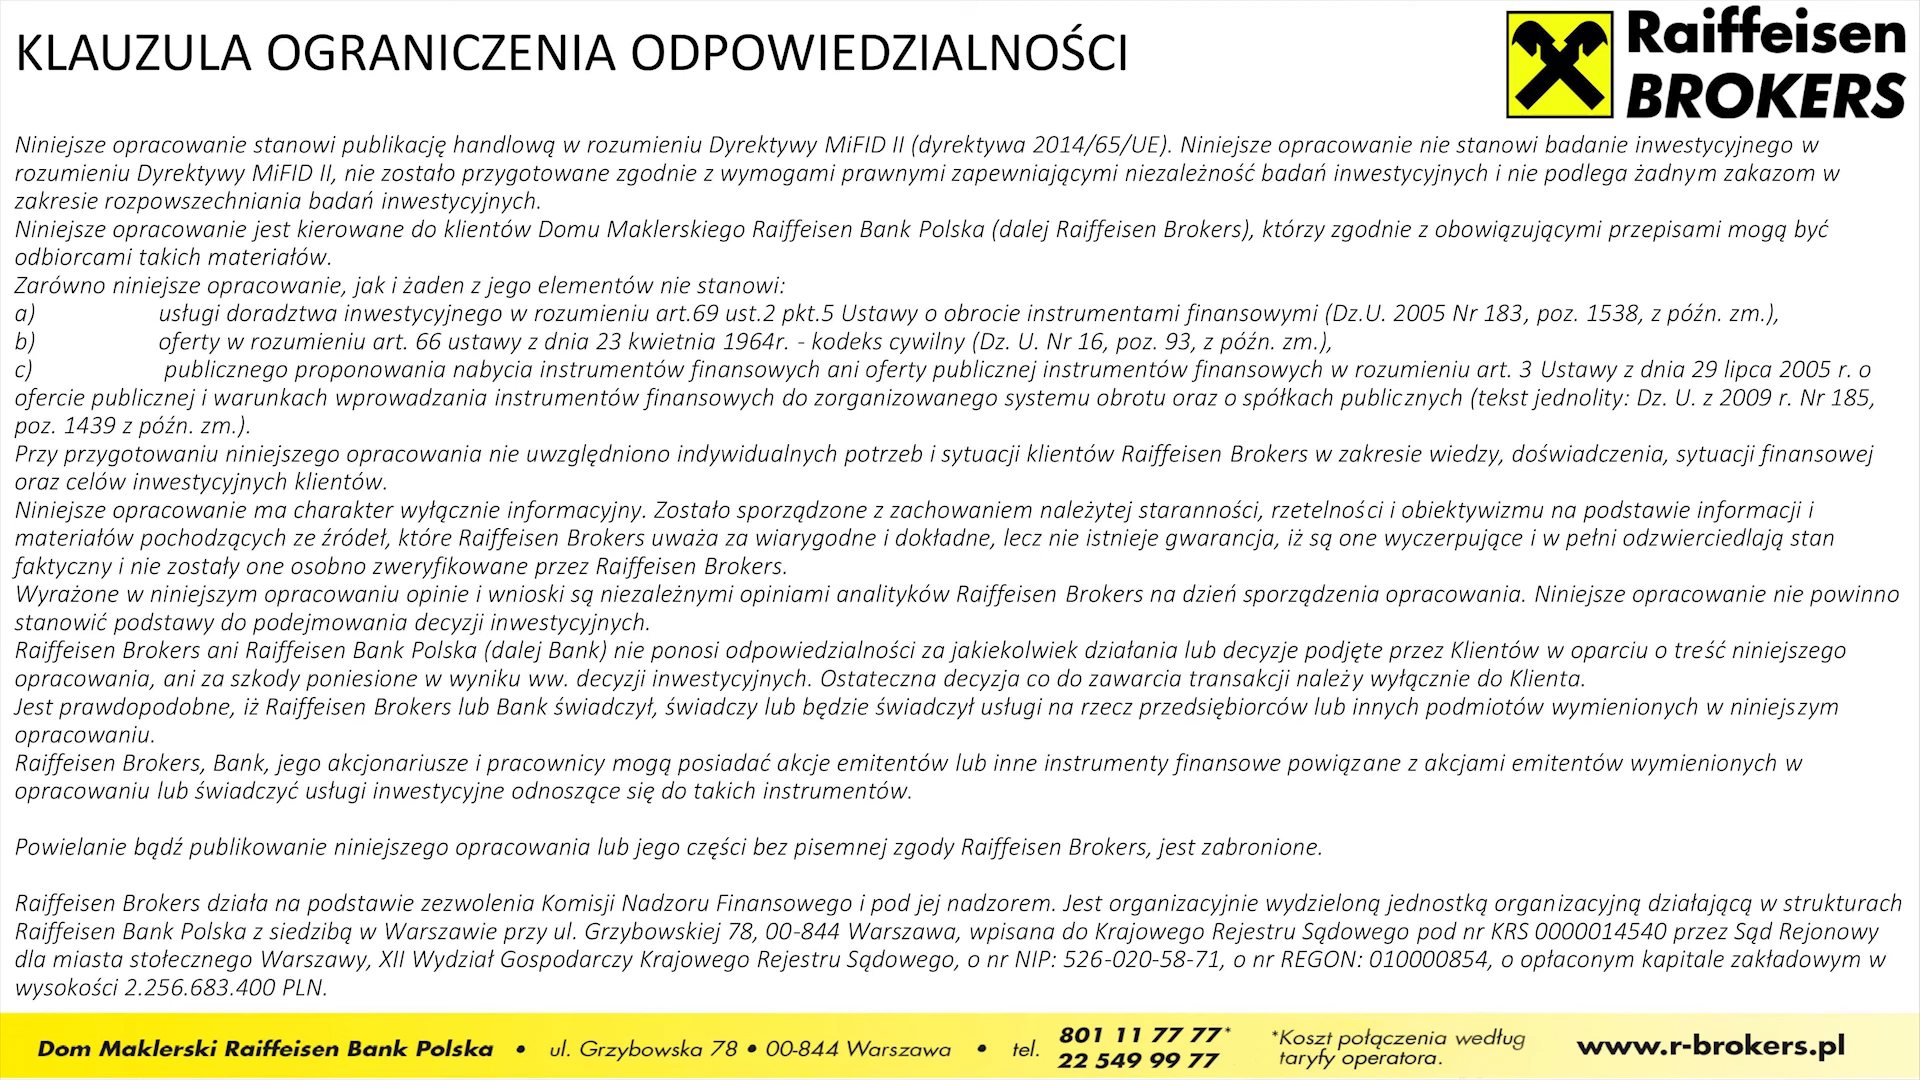 KLAUZULA OGRANICZENIA ODPOWIEDZIALNOŚCI
Raiffeisen
BROKERS
Niniejsze opracowanie stanowi publikację handlową w rozumieniu Dyrektywy MiFID II (dyrektywa 2014/65/UE). Niniejsze opracowanie nie stanowi badanie inwestycyjnego w
rozumieniu Dyrektywy MiFID II, nie zostało przygotowane zgodnie z wymogami prawnymi zapewniającymi niezależność badań inwestycyjnych i nie podlega żadnym zakazom w
zakresie rozpowszechniania badań inwestycyjnych.
Niniejsze opracowanie jest kierowane do klientów Domu Maklerskiego Raiffeisen Bank Polska (dalej Raiffeisen Brokers), którzy zgodnie z obowiązującymi przepisami mogą być
odbiorcami takich materiałów.
Zarówno niniejsze opracowanie, jak i żaden z jego elementów nie stanowi:
a) usługi doradztwa inwestycyjnego w rozumieniu art.69 ust.2 pkt.5 Ustawy o obrocie instrumentami finansowymi (Dz.U. 2005 Nr 183, poz. 1538, z późn. zm.),
b) oferty w rozumieniu art. 66 ustawy z dnia 23 kwietnia 1964r. - kodeks cywilny (Dz. U. Nr 16, poz. 93, z późn. zm.),
c) publicznego proponowania nabycia instrumentów finansowych ani oferty publicznej instrumentów finansowych w rozumieniu art. 3 Ustawy z dnia 29 lipca 2005 r. o
ofercie publicznej i warunkach wprowadzania instrumentów finansowych do zorganizowanego systemu obrotu oraz o spółkach publicznych (tekst jednolity: Dz. U. z 2009 r. Nr 185,
poz. 1439 z późn. zm.).
Przy przygotowaniu niniejszego opracowania nie uwzględniono indywidualnych potrzeb i sytuacji klientów Raiffeisen Brokers w zakresie wiedzy, doświadczenia, sytuacji finansowej
oraz celów inwestycyjnych klientów.
Niniejsze opracowanie ma charakter wyłącznie informacyjny. Zostało sporządzone z zachowaniem należytej staranności, rzetelności i obiektywizmu na podstawie informacji i
materiałów pochodzących ze źródeł, które Raiffeisen Brokers uważa za wiarygodne i dokładne, lecz nie istnieje gwarancja, iż są one wyczerpujące i w pełni odzwierciedlają stan
faktyczny i nie zostały one osobno zweryfikowane przez Raiffeisen Brokers.
Wyrażone w niniejszym opracowaniu opinie i wnioski są niezależnymi opiniami analityków Raiffeisen Brokers na dzień sporządzenia opracowania. Niniejsze opracowanie nie powinno
stanowić podstawy do podejmowania decyzji inwestycyjnych.
Raiffeisen Brokers ani Raiffeisen Bank Polska (dalej Bank) nie ponosi odpowiedzialności za jakiekolwiek działania lub decyzje podjęte przez Klientów w oparciu o treść niniejszego
opracowania, ani za szkody poniesione w wyniku ww. decyzji inwestycyjnych. Ostateczna decyzja co do zawarcia transakcji należy wyłącznie do Klienta.
Jest prawdopodobne, iż Raiffeisen Brokers lub Bank świadczył, świadczy lub będzie świadczył usługi na rzecz przedsiębiorców lub innych podmiotów wymienionych w niniejszym
opracowaniu.
Raiffeisen Brokers, Bank, jego akcjonariusze i pracownicy mogą posiadać akcje emitentów lub inne instrumenty finansowe powiązane z akcjami emitentów wymienionych w
opracowaniu lub świadczyć usługi inwestycyjne odnoszące się do takich instrumentów.
Powielanie bądź publikowanie niniejszego opracowania lub jego części bez pisemnej zgody Raiffeisen Brokers, jest zabronione.
Raiffeisen Brokers działa na podstawie zezwolenia Komisji Nadzoru Finansowego i pod jej nadzorem. Jest organizacyjnie wydzieloną jednostką organizacyjną działającą w strukturach
Raiffeisen Bank Polska z siedzibą w Warszawie przy ul. Grzybowskiej 78, 00-844 Warszawa, wpisana do Krajowego Rejestru Sądowego pod nr KRS 0000014540 przez Sąd Rejonowy
dla miasta stołecznego Warszawy, XII Wydział Gospodarczy Krajowego Rejestru Sądowego, o nr NIP: 526-020-58-71, o nr REGON: 010000854, o opłaconym kapitale zakładowym w
wysokości 2.256.683.400 PLN.
Dom Maklerski Raiffeisen Bank Polska • ul. Grzybowska 78 • 00-844 Warszawa • tel.
801 11 77 77*
22 549 99 77
*Koszt połączenia według
taryfy operatora.
www.r-brokers.pl